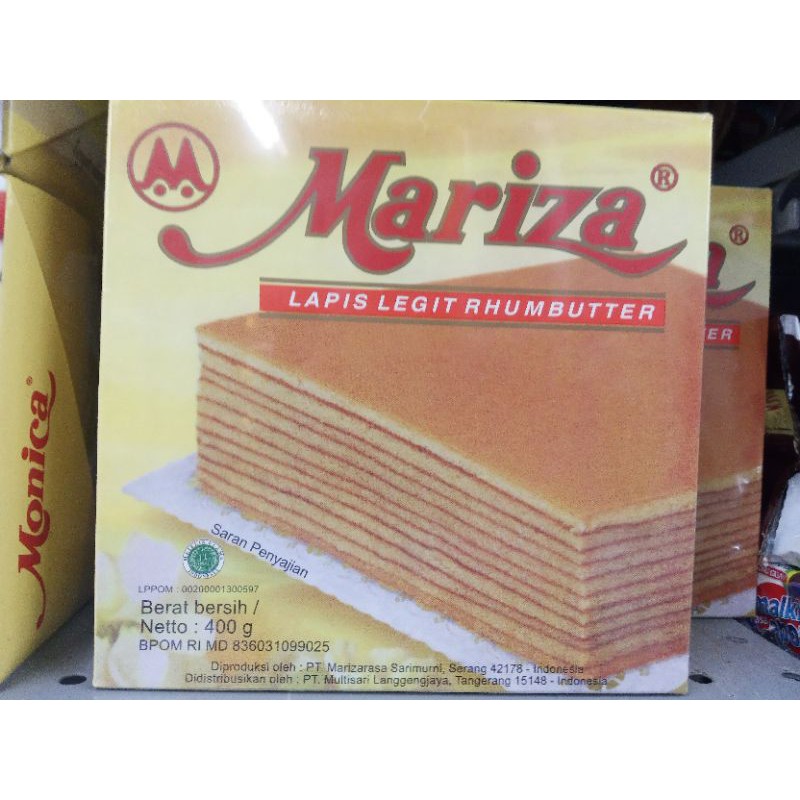 Mariza®
LAPIS LEGIT RHUMBUTTER
Saran Penyajian
LPPOM : 00200001300597
Berat bersih /
Netto : 400 g
BPOM RI MD 836031099025
Diproduksi oleh : PT Marizarasa Sarimurni, Serang 42178 - Indonesia
Didistribusikan oleh : PT. Multisari Langgengjaya, Tangerang 15148 - Indonesia
Monica®
a®
ER